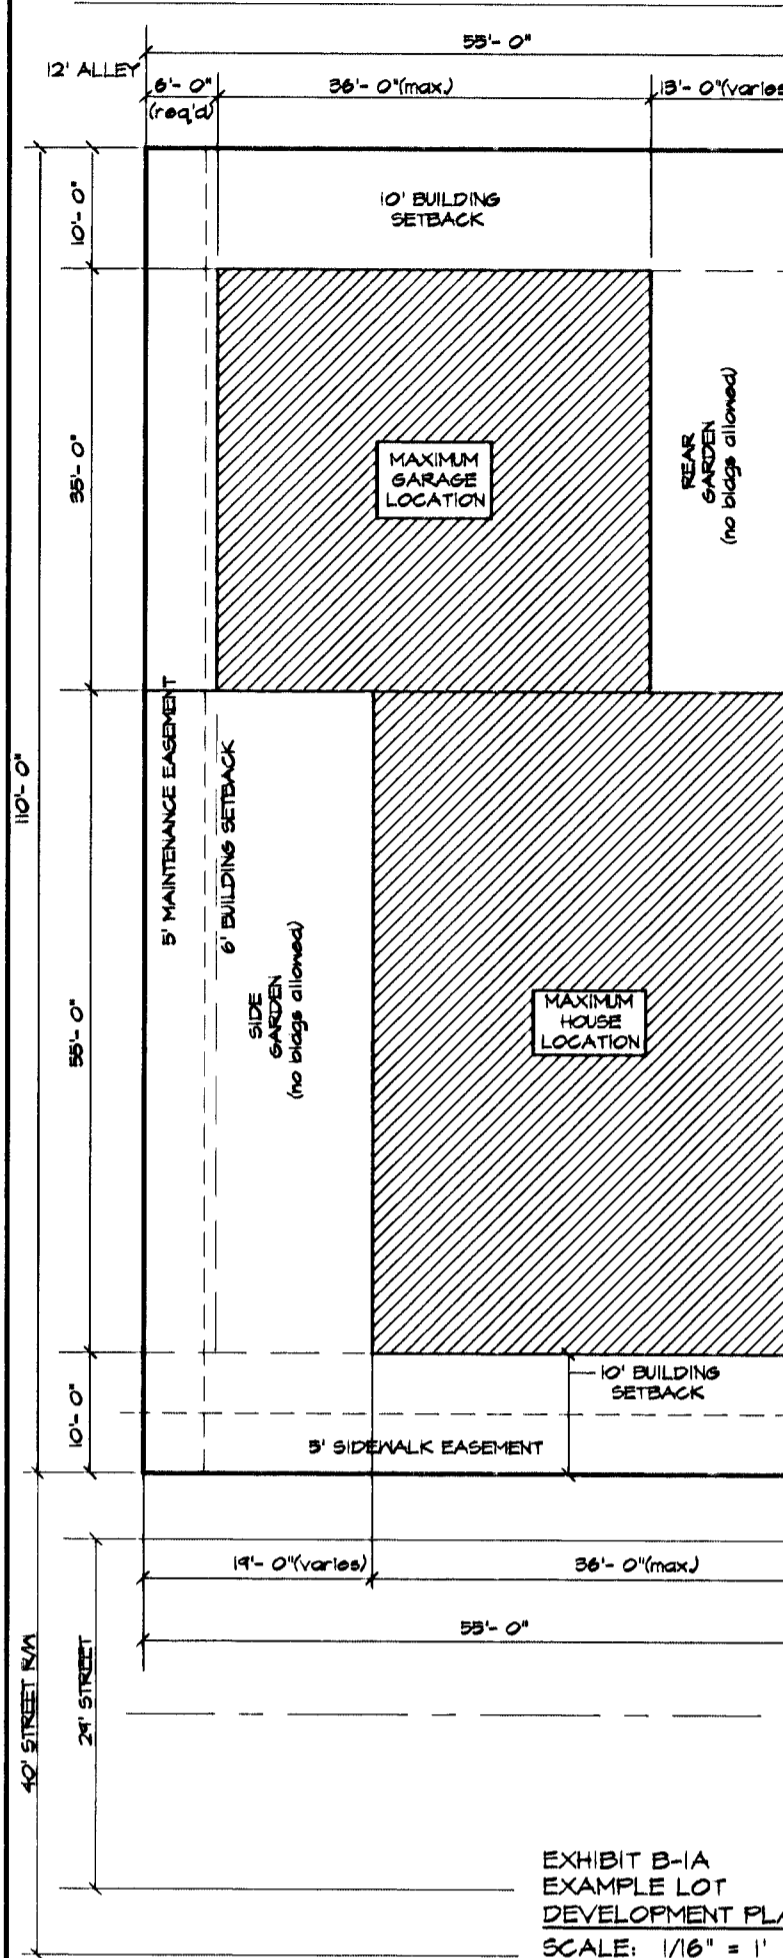 55'- 0"
12' ALLEY
6'- 0"
(req'd)
36'- 0"(max.)
13'- 0"(varies
10'- 0"
10' BUILDING
SETBACK
35'- 0"
MAXIMUM
GARAGE
LOCATION
REAR
GARDEN
(no bldgs allowed)
110'- 0"
5' MAINTENANCE EASEMENT
6' BUILDING SETBACK
55'- 0"
SIDE
GARDEN
(no bldgs allowed)
MAXIMUM
HOUSE
LOCATION
10'- 0"
10' BUILDING
SETBACK
5' SIDEWALK EASEMENT
19'- 0"(varies)
36'- 0"(max.)
55'- 0"
40' STREET R/W
29' STREET
EXHIBIT B-1A
EXAMPLE LOT
DEVELOPMENT PLA
SCALE: 1/16" = 1'